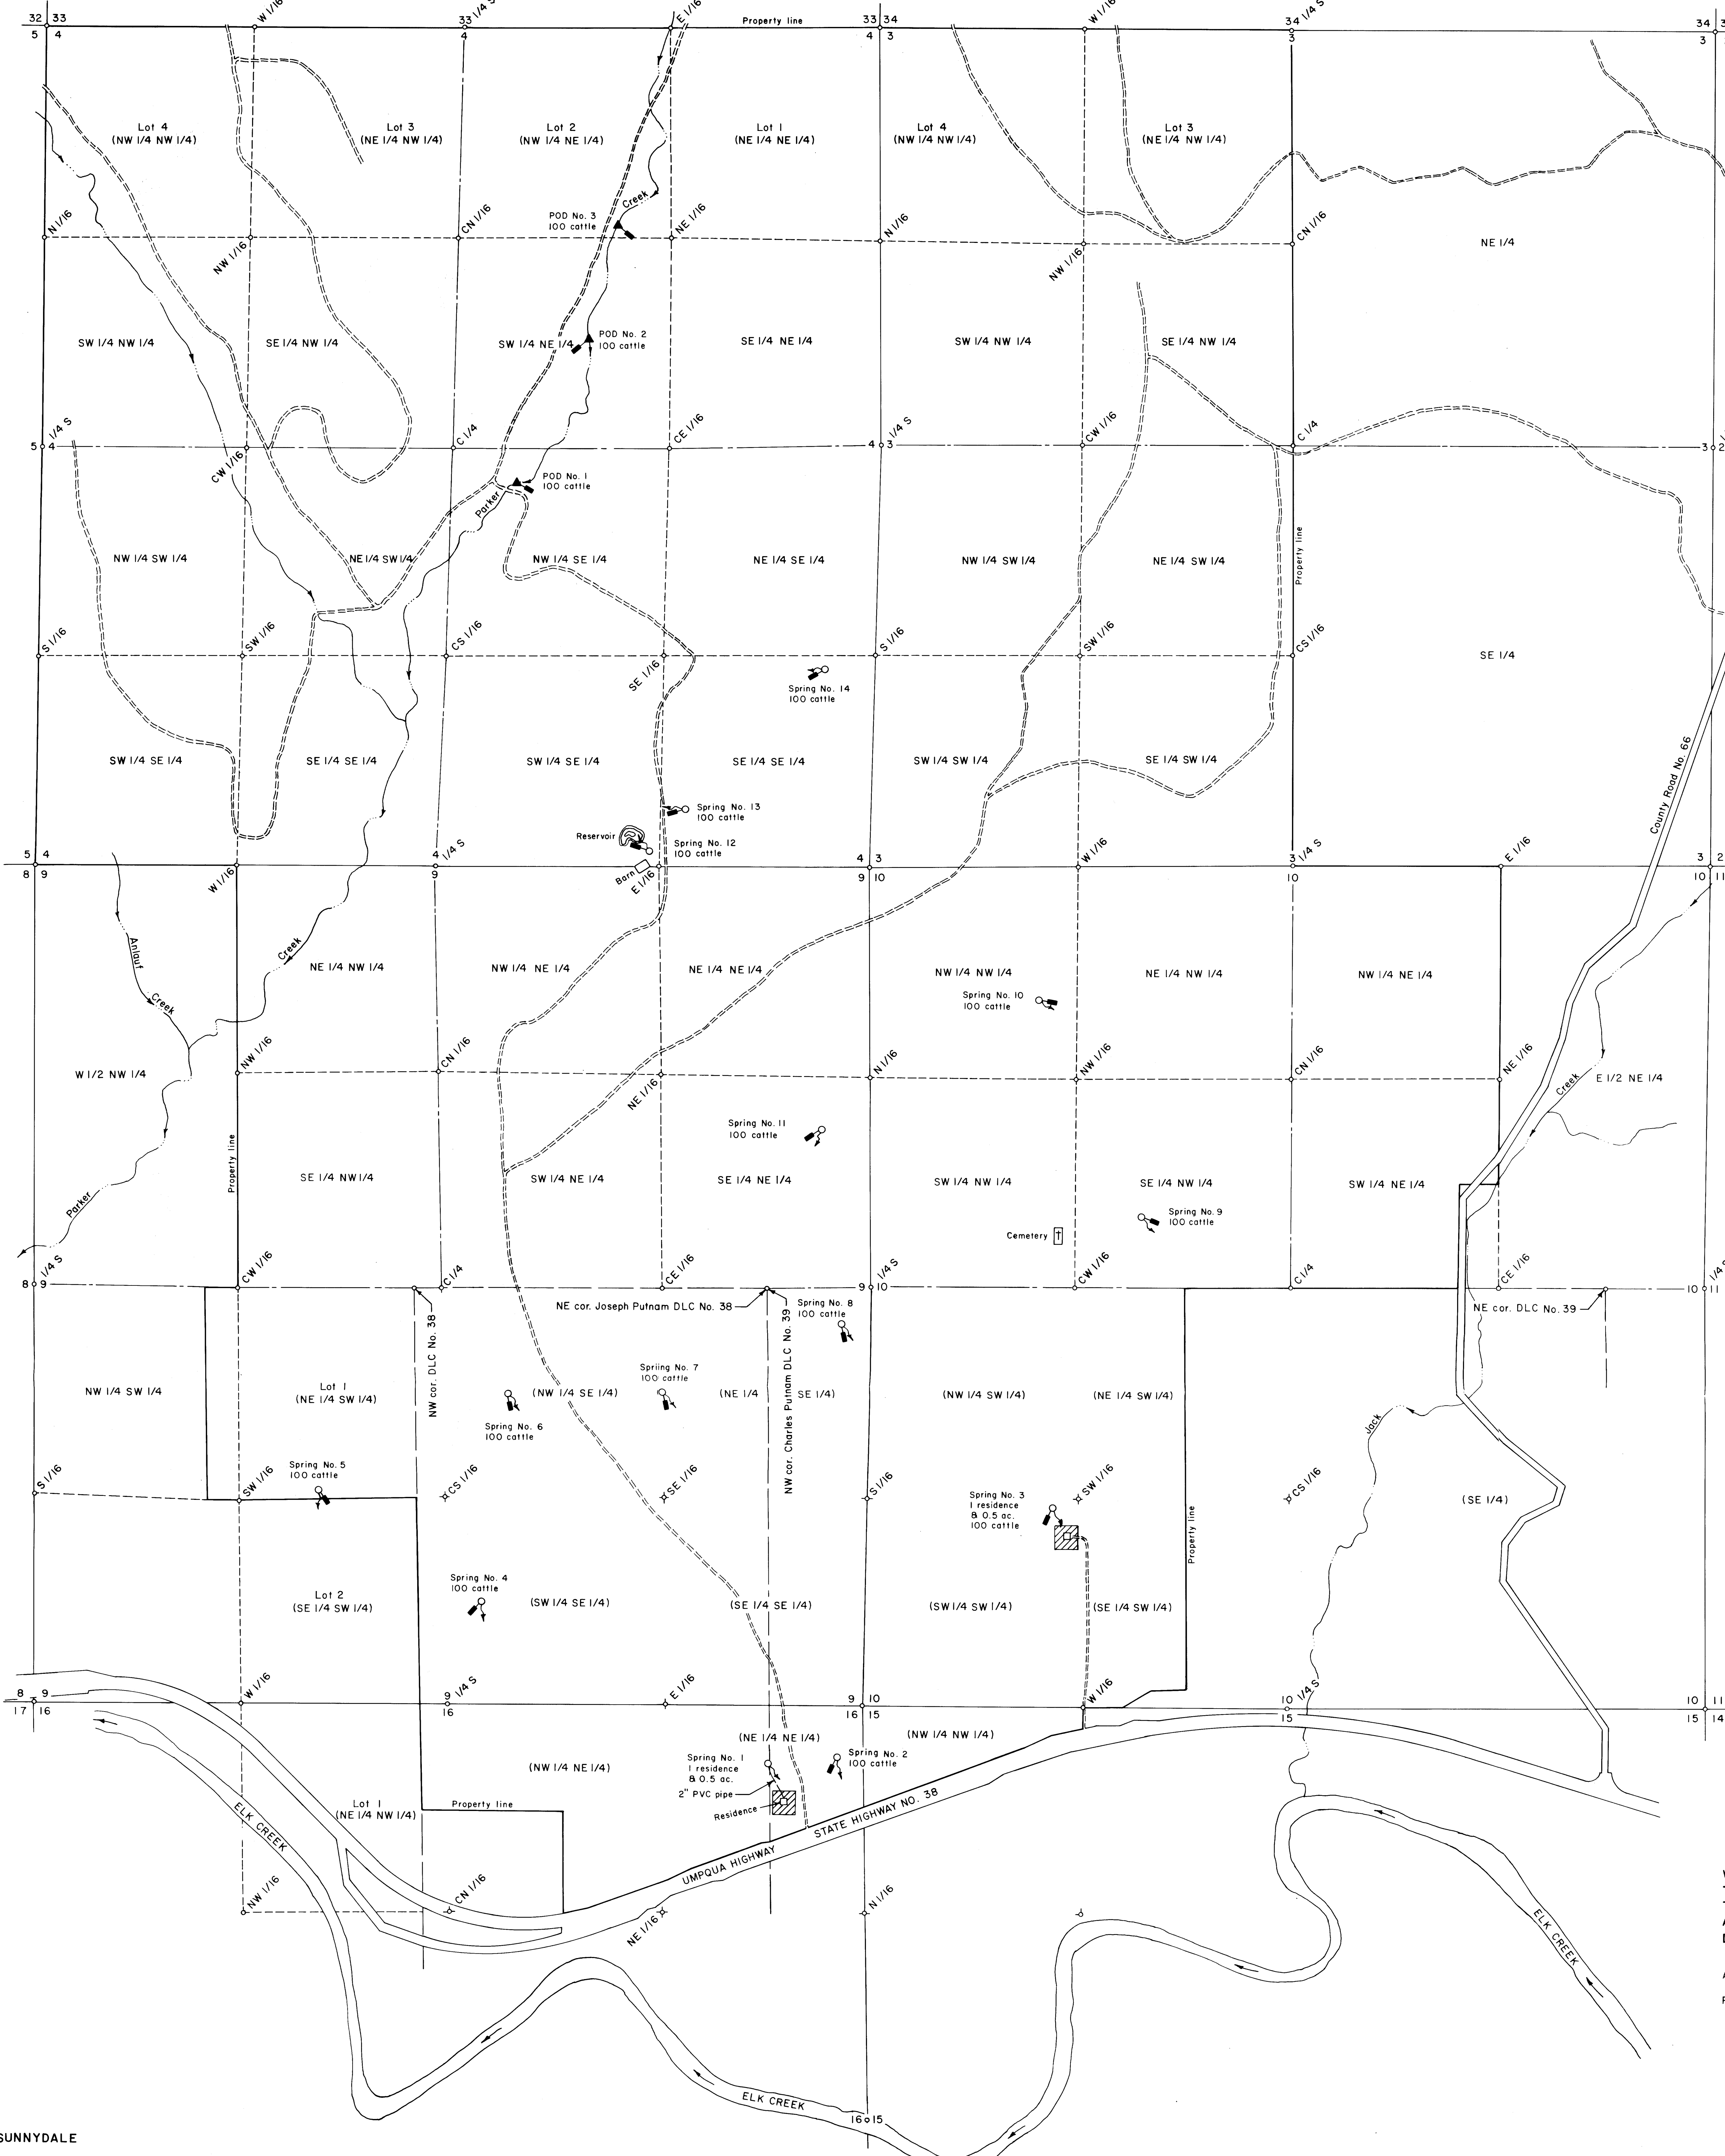 32 33
W 1/16
33 1/4 S
E 1/16
Property line
33 34
W 1/16
34 1/4 S
34
5 4
4
4 3
3
3
Lot 4
(NW 1/4 NW 1/4)
Lot 3
(NE 1/4 NW 1/4)
Lot 2
(NW 1/4 NE 1/4)
Lot 1
(NE 1/4 NE 1/4)
Lot 4
(NW 1/4 NW 1/4)
Lot 3
(NE 1/4 NW 1/4)
Creek
POD No. 3
100 cattle
N 1/16
NW 1/16
CN 1/16
NE 1/16
N 1/16
NW 1/16
CN 1/16
NE 1/4
SW 1/4 NW 1/4
SE 1/4 NW 1/4
SW 1/4 NE 1/4
POD No. 2
100 cattle
SE 1/4 NE 1/4
SW 1/4 NW 1/4
SE 1/4 NW 1/4
5 4
1/4 S
CW 1/16
C 1/4
CE 1/16
4 3
1/4 S
CW 1/16
C 1/4
3 2
POD No. 1
100 cattle
Parker
NW 1/4 SW 1/4
NE 1/4 SW 1/4
NW 1/4 SE 1/4
NE 1/4 SE 1/4
NW 1/4 SW 1/4
NE 1/4 SW 1/4
Property line
S 1/16
SW 1/16
CS 1/16
SE 1/16
S 1/16
SW 1/16
CS 1/16
SE 1/4
Spring No. 14
100 cattle
SW 1/4 SE 1/4
SE 1/4 SE 1/4
SW 1/4 SE 1/4
SE 1/4 SE 1/4
SW 1/4 SW 1/4
SE 1/4 SW 1/4
County Road No. 66
Spring No. 13
100 cattle
Reservoir
Spring No. 12
100 cattle
Barn
5 4
8 9
W 1/16
4
9
1/4 S
E 1/16
4 3
9 10
W 1/16
3
10
1/4 S
E 1/16
3 2
10 11
Anlauf
Creek
Creek
NE 1/4 NW 1/4
NW 1/4 NE 1/4
NE 1/4 NE 1/4
NW 1/4 NW 1/4
NE 1/4 NW 1/4
NW 1/4 NE 1/4
Spring No. 10
100 cattle
W 1/2 NW 1/4
NW 1/16
CN 1/16
NE 1/16
N 1/16
NW 1/16
CN 1/16
NE 1/16
Creek
E 1/2 NE 1/4
Spring No. 11
100 cattle
Property line
Parker
SE 1/4 NW 1/4
SW 1/4 NE 1/4
SE 1/4 NE 1/4
SW 1/4 NW 1/4
SE 1/4 NW 1/4
SW 1/4 NE 1/4
Spring No. 9
100 cattle
Cemetery
8 9
1/4 S
CW 1/16
C 1/4
CE 1/16
9 10
1/4 S
CW 1/16
C 1/4
CE 1/16
10 11
1/4 S
NE cor. Joseph Putnam DLC No. 38
Spring No. 8
100 cattle
NE cor. DLC No. 39
NW cor. DLC No. 38
NW cor. Charles Putnam DLC No. 39
NW 1/4 SW 1/4
Lot 1
(NE 1/4 SW 1/4)
(NW 1/4 SE 1/4)
Spriing No. 7
100 cattle
(NE 1/4
SE 1/4)
(NW 1/4 SW 1/4)
(NE 1/4 SW 1/4)
Jack
Spring No. 6
100 cattle
Spring No. 5
100 cattle
S 1/16
SW 1/16
CS 1/16
SE 1/16
S 1/16
SW 1/16
CS 1/16
(SE 1/4)
Spring No. 3
1 residence
& 0.5 ac.
100 cattle
Property line
Spring No. 4
100 cattle
Lot 2
(SE 1/4 SW 1/4)
(SW 1/4 SE 1/4)
(SE 1/4 SE 1/4)
(SW 1/4 SW 1/4)
(SE 1/4 SW 1/4)
8 9
17 16
W 1/16
9
16
1/4 S
E 1/16
9 10
16 15
W 1/16
10
15
1/4 S
10 11
15 14
(NE 1/4 NE 1/4)
(NW 1/4 NW 1/4)
(NW 1/4 NE 1/4)
Spring No. 1
1 residence
& 0.5 ac.
2" PVC pipe
Residence
Spring No. 2
100 cattle
Lot 1
(NE 1/4 NW 1/4)
Property line
ELK CREEK
UMPQUA HIGHWAY
STATE HIGHWAY NO. 38
NW 1/16
CN 1/16
NE 1/16
N 1/16
ELK CREEK
ELK CREEK
16 15
SUNNYDALE